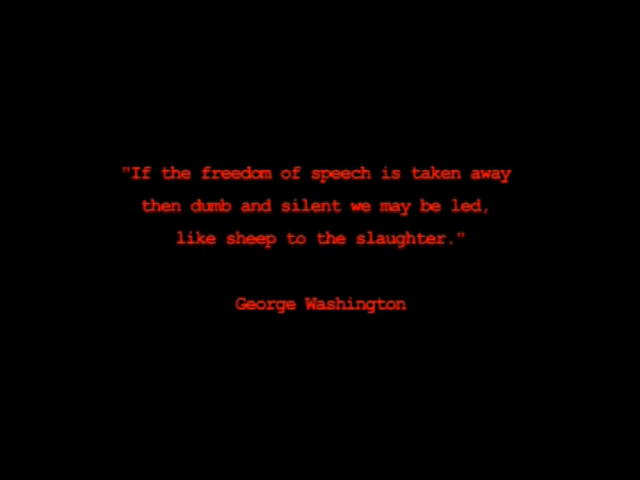 "If the freedom of speech is taken away
then dumb and silent we may be led,
like sheep to the slaughter."
George Washington